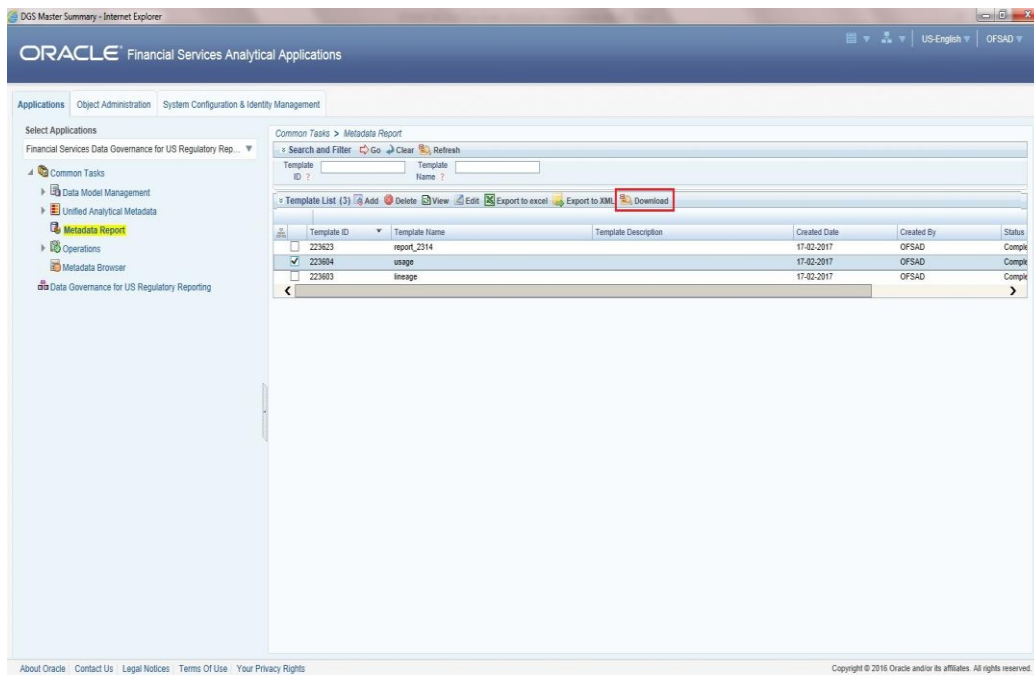 DGS Master Summary - Internet Explorer
ORACLE Financial Services Analytical Applications
US-English
OFSAD
Applications
Object Administration
System Configuration & Identity Management
Select Applications
Financial Services Data Governance for US Regulatory Rep...
Common Tasks
Data Model Management
Unified Analytical Metadata
Metadata Report
Operations
Metadata Browser
Data Governance for US Regulatory Reporting
Common Tasks > Metadata Report
Search and Filter Go Clear Refresh
Template ID ? Template Name ?
Template List (3) Add Delete View Edit Export to excel Export to XML Download
Template ID Template Name Template Description Created Date Created By Status
223623 report_2314 17-02-2017 OFSAD Comple
223604 usage 17-02-2017 OFSAD Comple
223603 lineage 17-02-2017 OFSAD Comple
About Oracle Contact Us Legal Notices Terms Of Use Your Privacy Rights
Copyright © 2016 Oracle and/or its affiliates. All rights reserved.